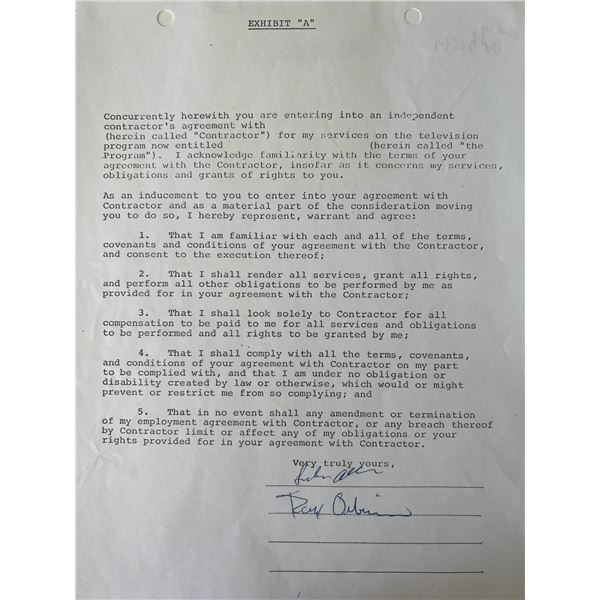 EXHIBIT "A"
Concurrently herewith you are entering into an independent
contractor's agreement with
(herein called "Contractor") for my services on the television
program now entitled (herein called "the
Program"). I acknowledge familiarity with the terms of your
agreement with the Contractor, insofar as it concerns my services,
obligations and grants of rights to you.
As an inducement to you to enter into your agreement with
Contractor and as a material part of the consideration moving
you to do so, I hereby represent, warrant and agree:
1. That I am familiar with each and all of the terms,
covenants and conditions of your agreement with the Contractor,
and consent to the execution thereof;
2. That I shall render all services, grant all rights,
and perform all other obligations to be performed by me as
provided for in your agreement with the Contractor;
3. That I shall look solely to Contractor for all
compensation to be paid to me for all services and obligations
to be performed and all rights to be granted by me;
4. That I shall comply with all the terms, covenants,
and conditions of your agreement with Contractor on my part
to be complied with, and that I am under no obligation or
disability created by law or otherwise, which would or might
prevent or restrict me from so complying; and
5. That in no event shall any amendment or termination
of my employment agreement with Contractor, or any breach thereof
by Contractor limit or affect any of my obligations or your
rights provided for in your agreement with Contractor.
Very truly yours,